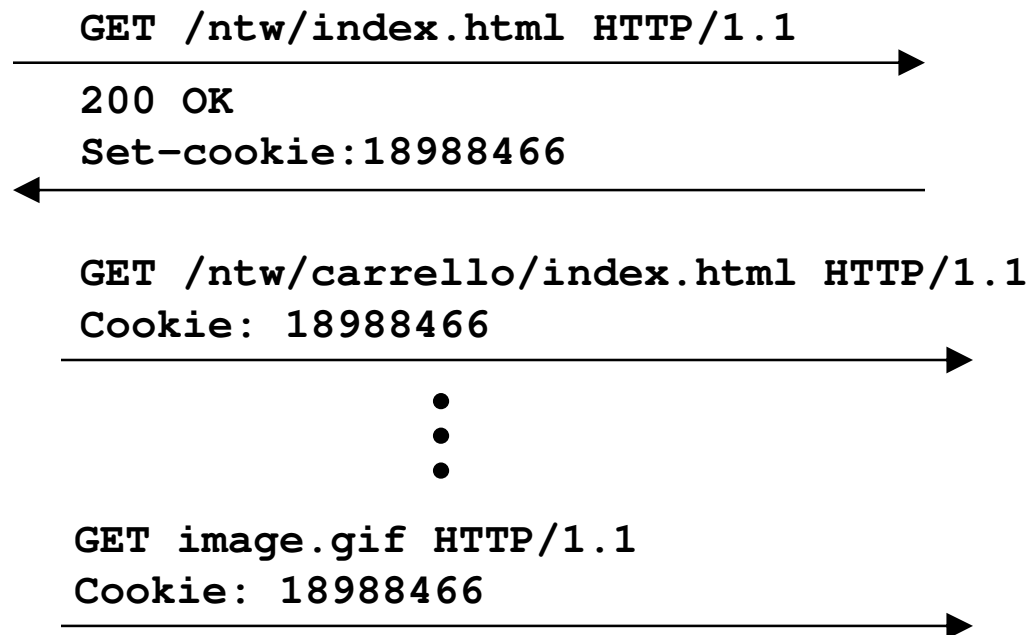 GET /ntw/index.html HTTP/1.1
200 OK
Set-cookie:18988466
GET /ntw/carrello/index.html HTTP/1.1
Cookie: 18988466
GET image.gif HTTP/1.1
Cookie: 18988466